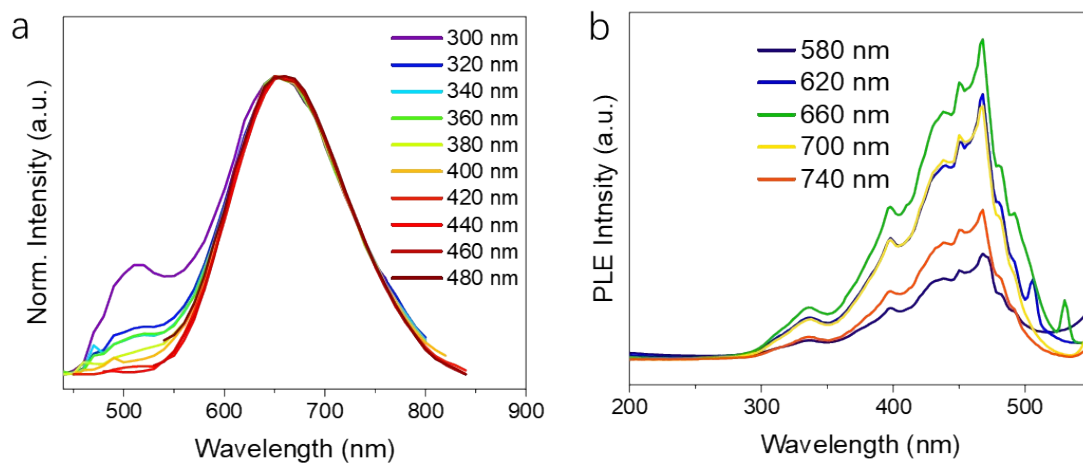 a
Norm. Intensity (a.u.)
300 nm
320 nm
340 nm
360 nm
380 nm
400 nm
420 nm
440 nm
460 nm
480 nm
500 600 700 800 900
Wavelength (nm)
b
PLE Intnsity (a.u.)
580 nm
620 nm
660 nm
700 nm
740 nm
200 300 400 500
Wavelength (nm)